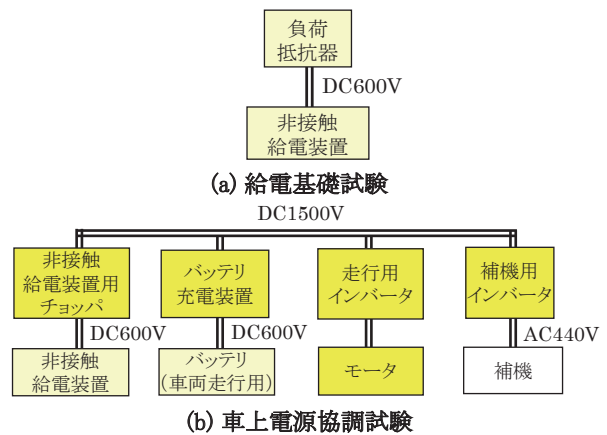 負荷
抵抗器
DC600V
非接触
給電装置
(a) 給電基礎試験
DC1500V
非接触
給電装置用
チョッパ
バッテリ
充電装置
走行用
インバータ
補機用
インバータ
DC600V
DC600V
AC440V
非接触
給電装置
バッテリ
(車両走行用)
モータ
補機
(b) 車上電源協調試験